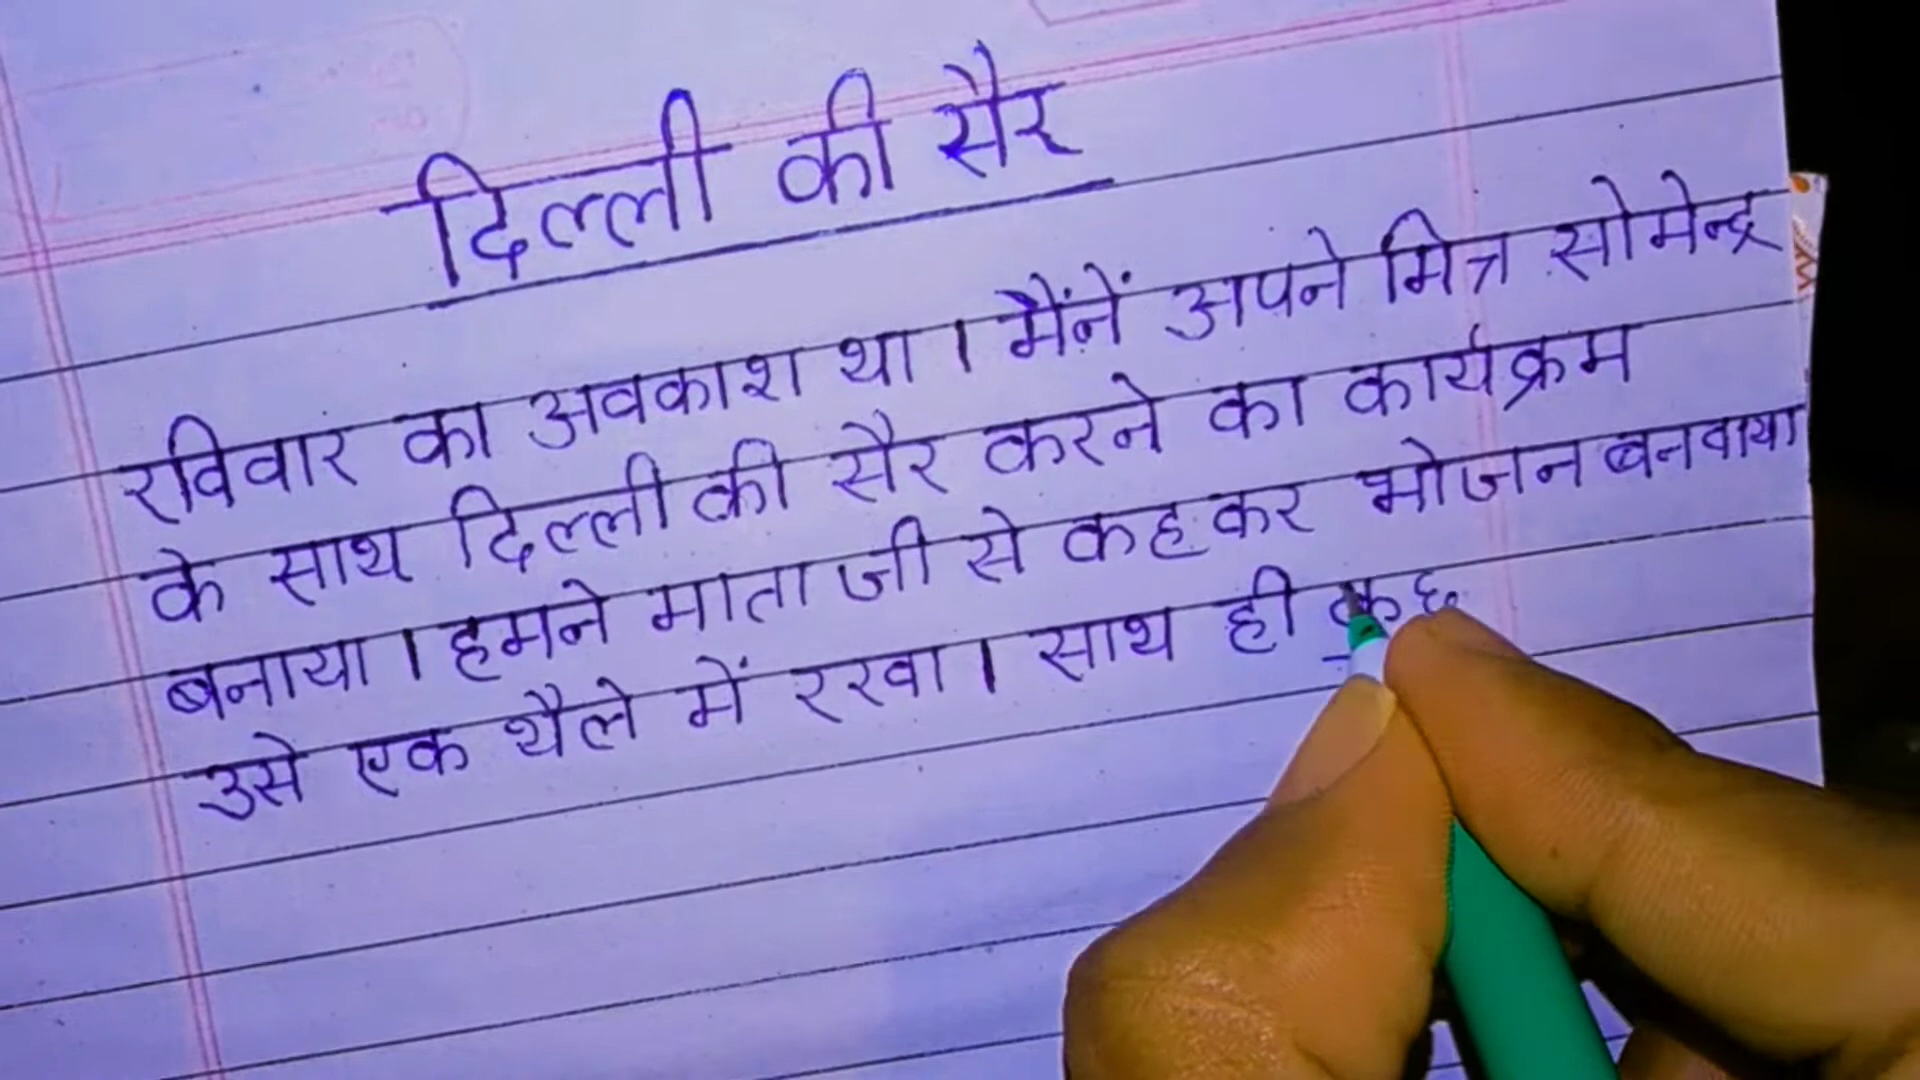 दिल्ली की सैर
रविवार का अवकाश था । मैंनें अपने मित्र सोमेन्द्र
के साथ दिल्ली की सैर करने का कार्यक्रम
बनाया । हमने माता जी से कहकर भोजन बनवाया
उसे एक थैले में रखा । साथ ही